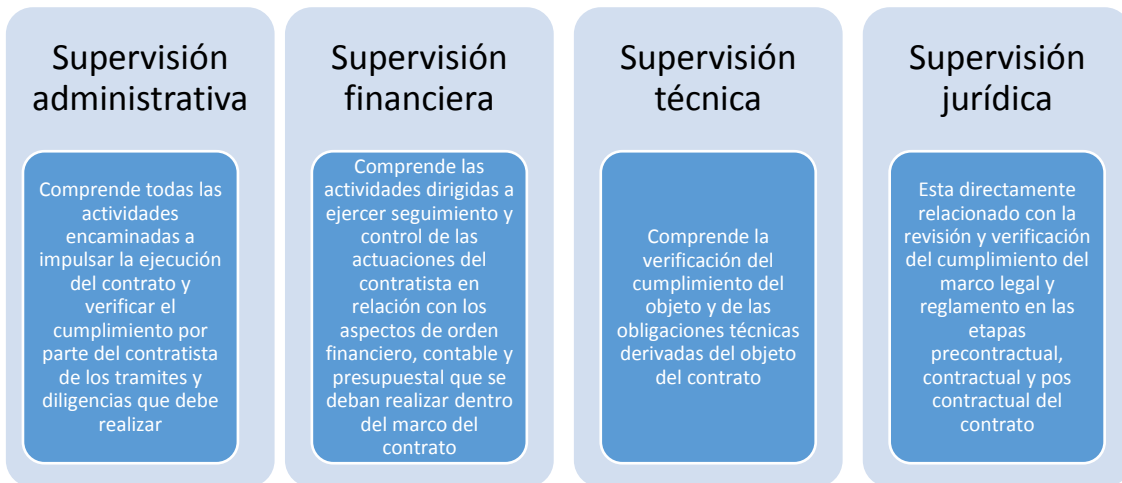 Supervisión
administrativa
Comprende todas las
actividades
encaminadas a
impulsar la ejecución
del contrato y
verificar el
cumplimiento por
parte del contratista
de los tramites y
diligencias que debe
realizar
Supervisión
financiera
Comprende las
actividades dirigidas a
ejercer seguimiento y
control de las
actuaciones del
contratista en
relación con los
aspectos de orden
financiero, contable y
presupuestal que se
deban realizar dentro
del marco del
contrato
Supervisión
técnica
Comprende la
verificación del
cumplimiento del
objeto y de las
obligaciones técnicas
derivadas del objeto
del contrato
Supervisión
jurídica
Esta directamente
relacionado con la
revisión y verificación
del cumplimiento del
marco legal y
reglamento en las
etapas
precontractual,
contractual y pos
contractual del
contrato